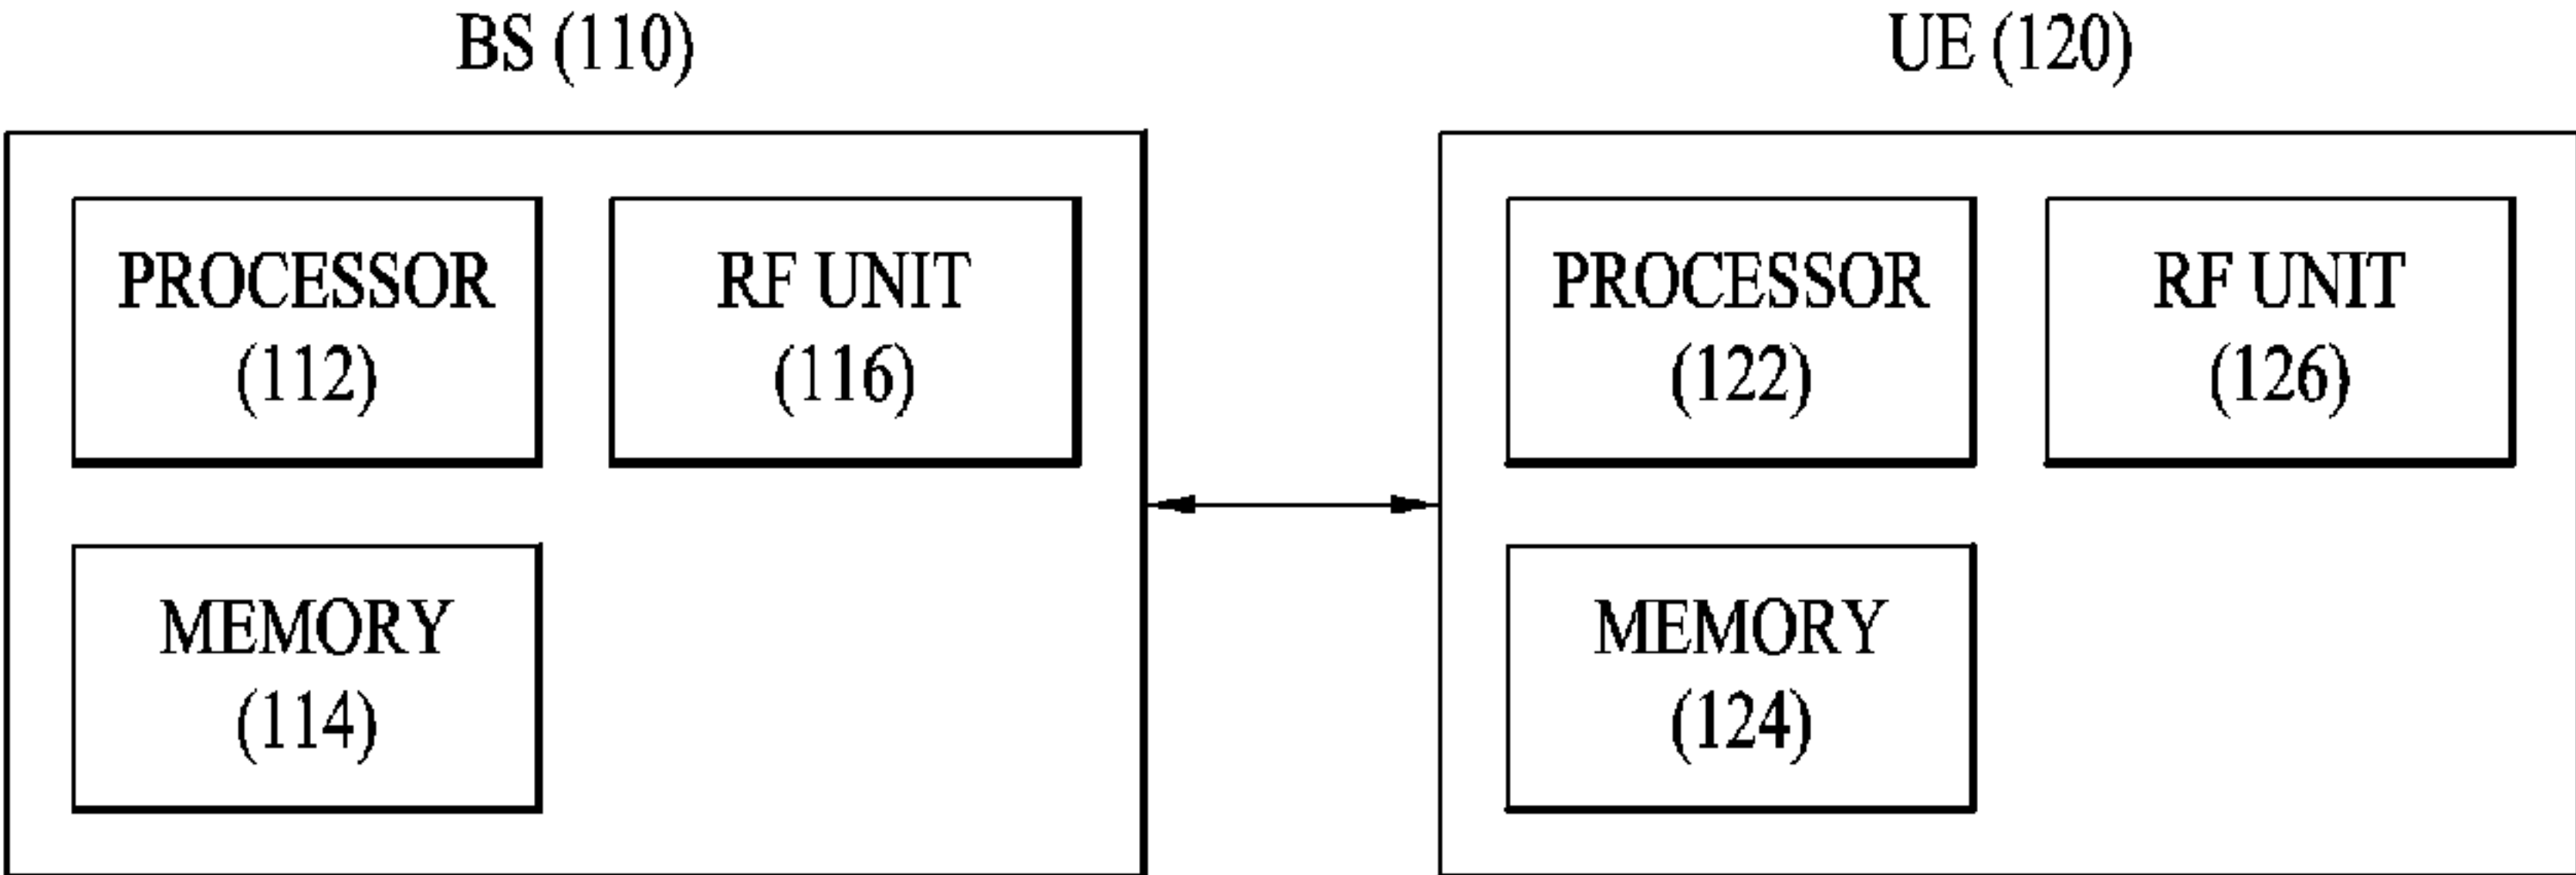 BS (110)
PROCESSOR
(112)
RF UNIT
(116)
MEMORY
(114)
UE (120)
PROCESSOR
(122)
RF UNIT
(126)
MEMORY
(124)